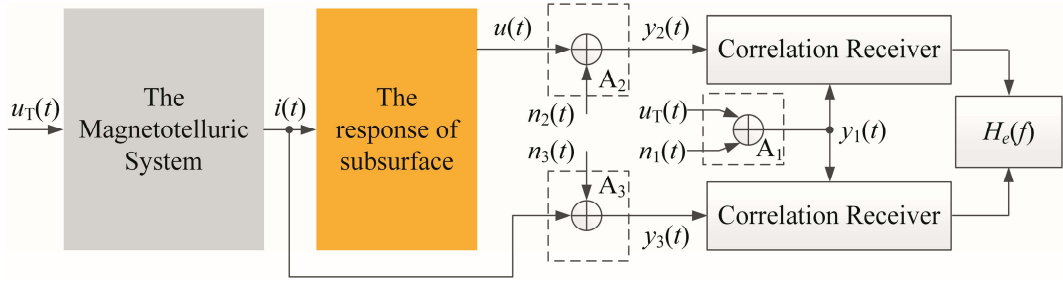 u_T(t)
The
Magnetotelluric
System
i(t)
The
response of
subsurface
u(t)
A_2
n_2(t)
y_2(t)
Correlation Receiver
u_T(t)
n_1(t)
A_1
y_1(t)
H_e(f)
n_3(t)
A_3
y_3(t)
Correlation Receiver